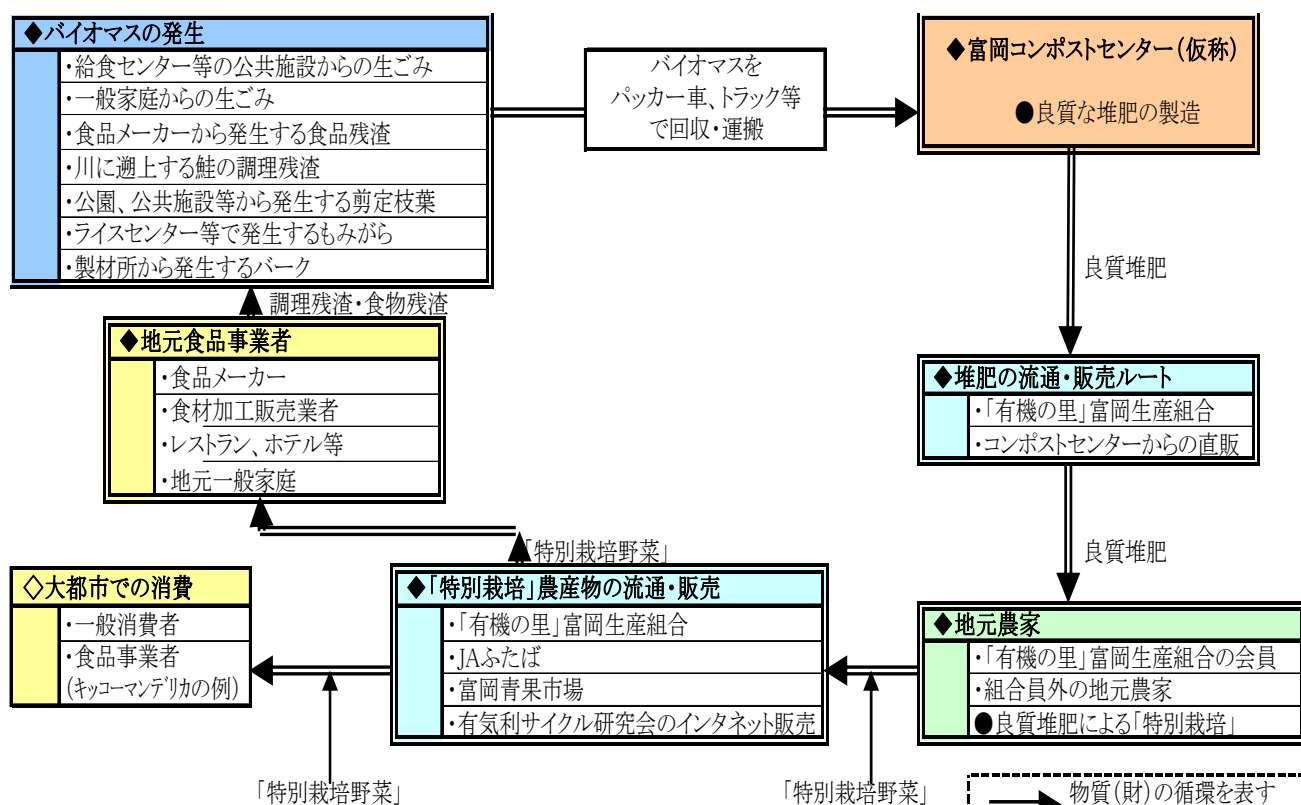 ◆バイオマスの発生
・給食センター等の公共施設からの生ごみ
・一般家庭からの生ごみ
・食品メーカーから発生する食品残渣
・川に遡上する鮭の調理残渣
・公園、公共施設等から発生する剪定枝葉
・ライスセンター等で発生するもみがら
・製材所から発生するバーク
バイオマスを
パッカー車、トラック等
で回収・運搬
◆富岡コンポストセンター(仮称)
●良質な堆肥の製造
良質堆肥
調理残渣・食物残渣
◆地元食品事業者
・食品メーカー
・食材加工販売業者
・レストラン、ホテル等
・地元一般家庭
◆堆肥の流通・販売ルート
・「有機の里」富岡生産組合
・コンポストセンターからの直販
良質堆肥
「特別栽培野菜」
◇大都市での消費
・一般消費者
・食品事業者
(キッコーマンデリカの例)
◆「特別栽培」農産物の流通・販売
・「有機の里」富岡生産組合
・JAふたば
・富岡青果市場
・有気利サイクル研究会のインタネット販売
◆地元農家
・「有機の里」富岡生産組合の会員
・組合員外の地元農家
●良質堆肥による「特別栽培」
「特別栽培野菜」
「特別栽培野菜」
物質(財)の循環を表す